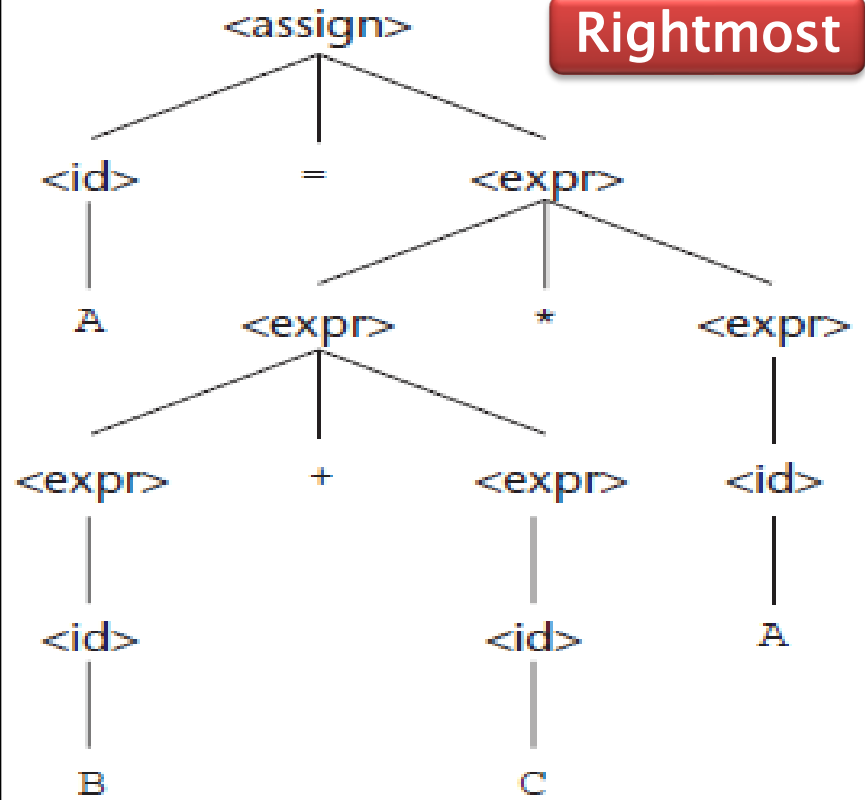 <assign>
Rightmost
<id> = <expr>
A <expr> * <expr>
<expr> + <expr> <id>
<id> <id> A
B C